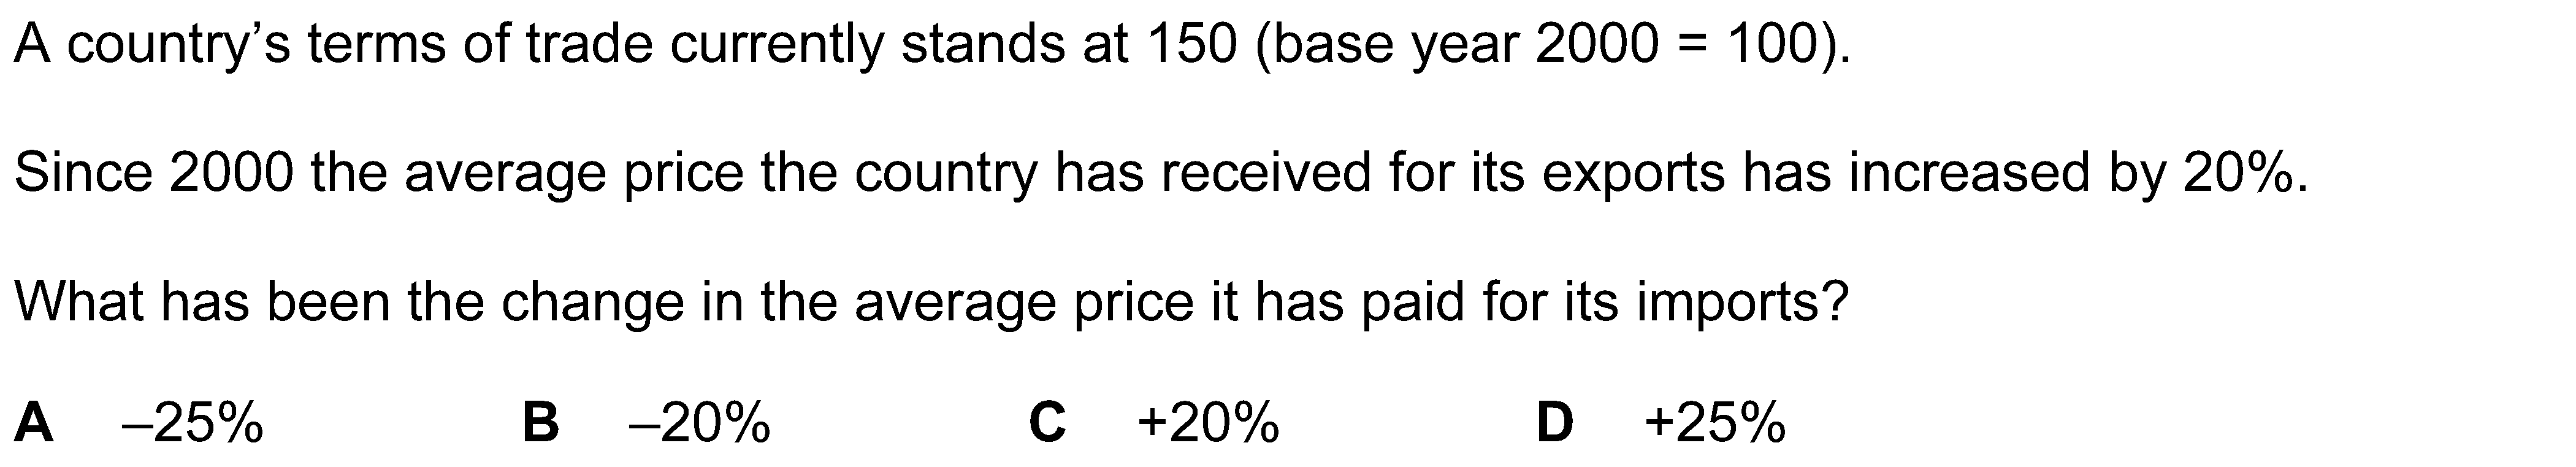 A country’s terms of trade currently stands at 150 (base year 2000 = 100).
Since 2000 the average price the country has received for its exports has increased by 20%.
What has been the change in the average price it has paid for its imports?
A –25% B –20% C +20% D +25%